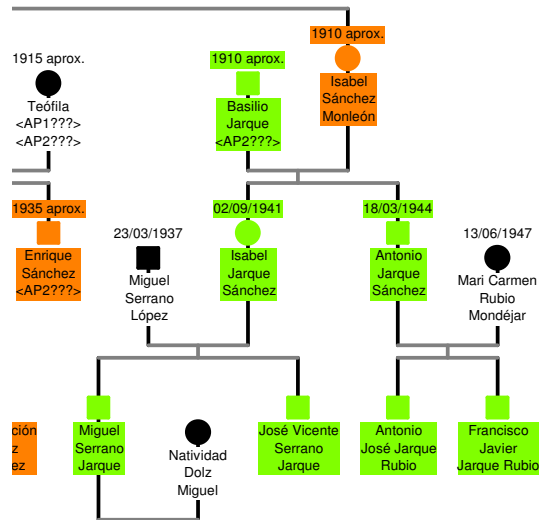 1910 aprox.
Isabel
Sánchez
Monleón
1915 aprox.
Teófila
<AP1???>
<AP2???>
1910 aprox.
Basilio
Jarque
<AP2???>
1935 aprox.
Enrique
Sánchez
<AP2???>
23/03/1937
Miguel
Serrano
López
02/09/1941
Isabel
Jarque
Sánchez
18/03/1944
Antonio
Jarque
Sánchez
13/06/1947
Mari Carmen
Rubio
Mondéjar
ción
z
ez
Miguel
Serrano
Jarque
Natividad
Dolz
Miguel
José Vicente
Serrano
Jarque
Antonio
José Jarque
Rubio
Francisco
Javier
Jarque Rubio